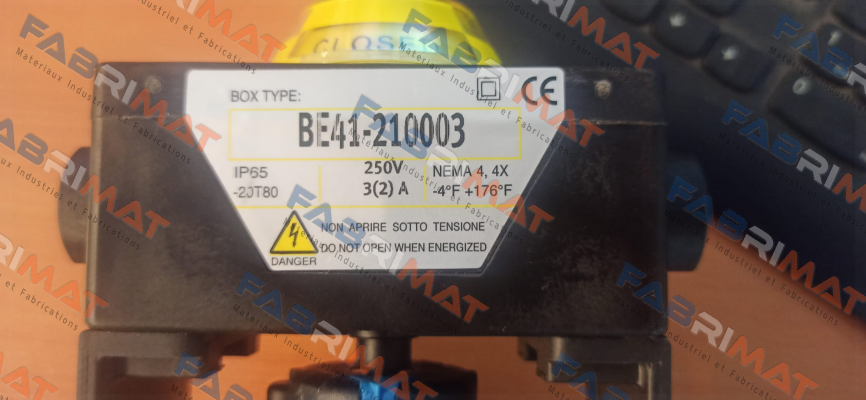 CLOSE
BOX TYPE:
CE
BE41-210003
IP65
250V
NEMA 4, 4X
-20T80
3(2) A
-4°F +176°F
NON APRIRE SOTTO TENSIONE
DO NOT OPEN WHEN ENERGIZED
DANGER
FABRIMAT
Materiaux Industriel et Fabrications